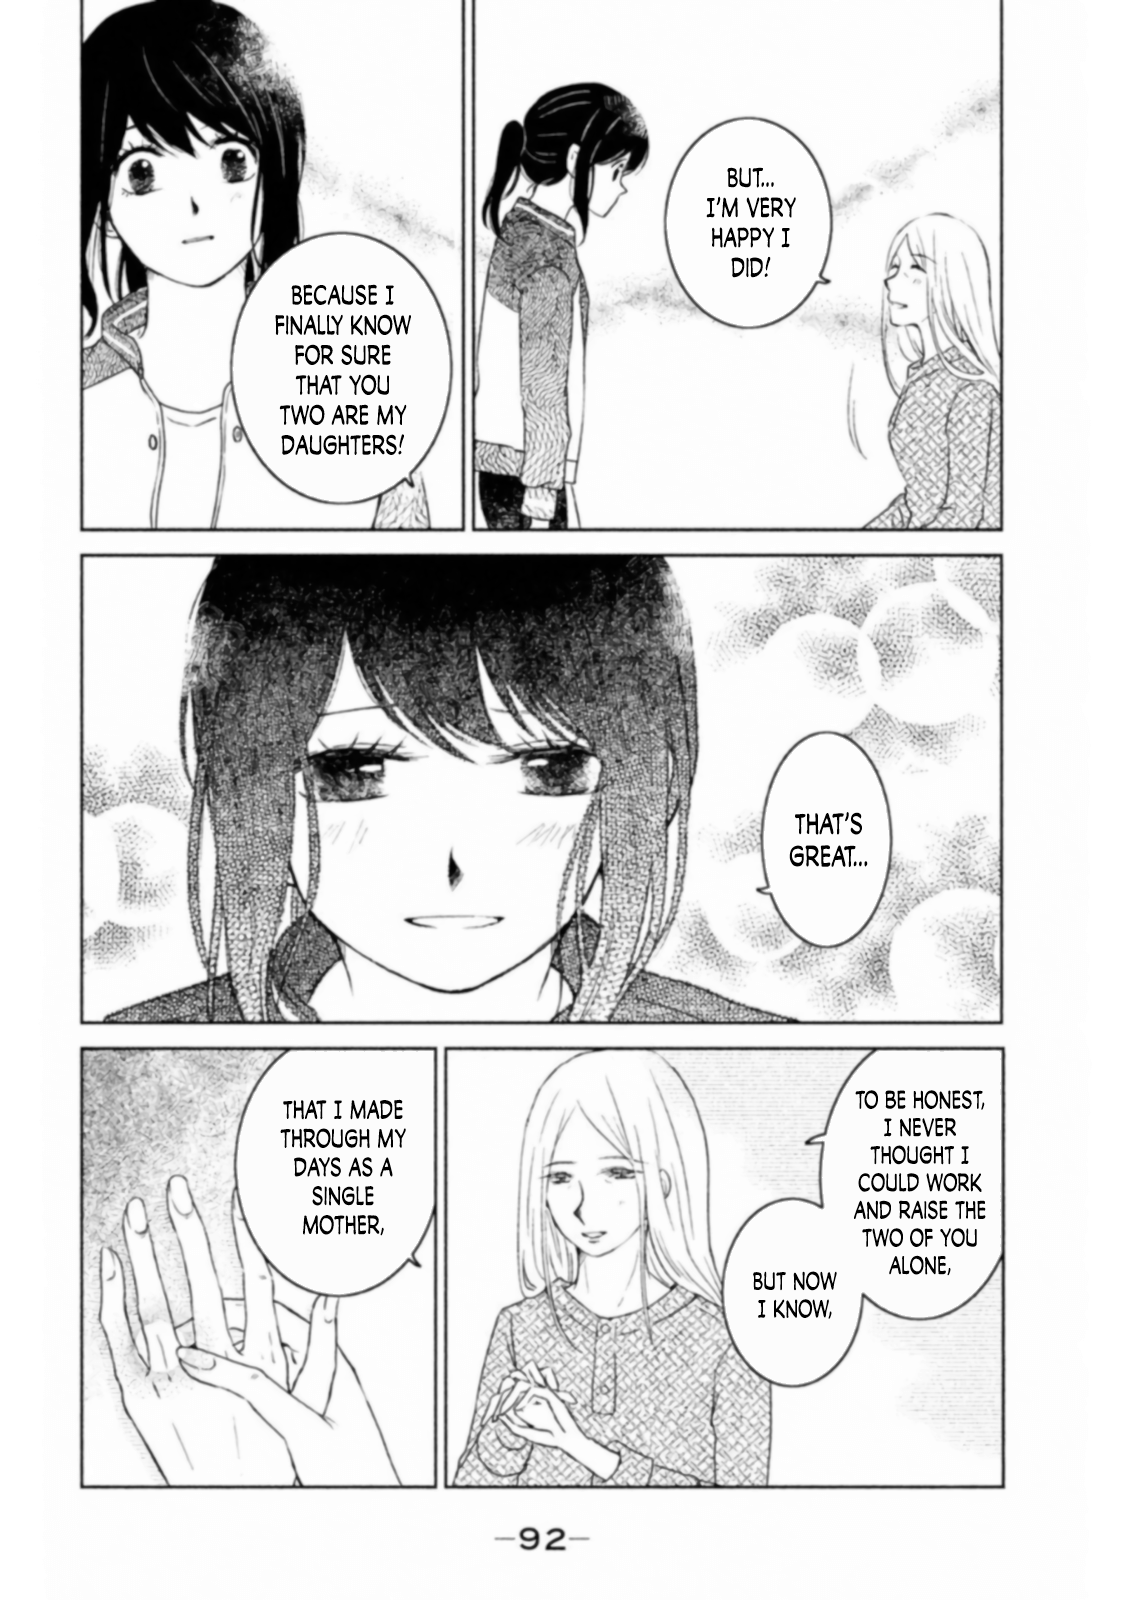 BUT...
I'M VERY
HAPPY I
DID!
BECAUSE I
FINALLY KNOW
FOR SURE
THAT YOU
TWO ARE MY
DAUGHTERS!
THAT'S
GREAT...
TO BE HONEST,
I NEVER
THOUGHT I
COULD WORK
AND RAISE THE
TWO OF YOU
ALONE,
BUT NOW
I KNOW,
THAT I MADE
THROUGH MY
DAYS AS A
SINGLE
MOTHER,
—92—